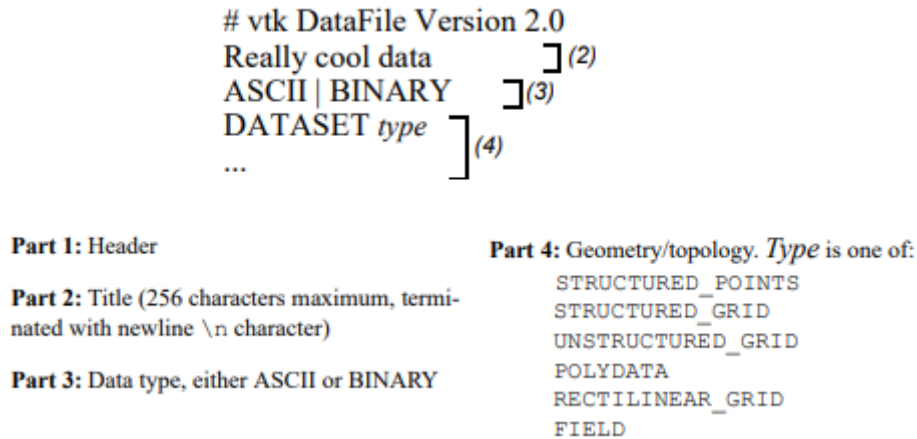 # vtk DataFile Version 2.0
Really cool data (2)
ASCII | BINARY (3)
DATASET type (4)
...
Part 1: Header
Part 2: Title (256 characters maximum, termi-
nated with newline \n character)
Part 3: Data type, either ASCII or BINARY
Part 4: Geometry/topology. Type is one of:
STRUCTURED_POINTS
STRUCTURED_GRID
UNSTRUCTURED_GRID
POLYDATA
RECTILINEAR_GRID
FIELD